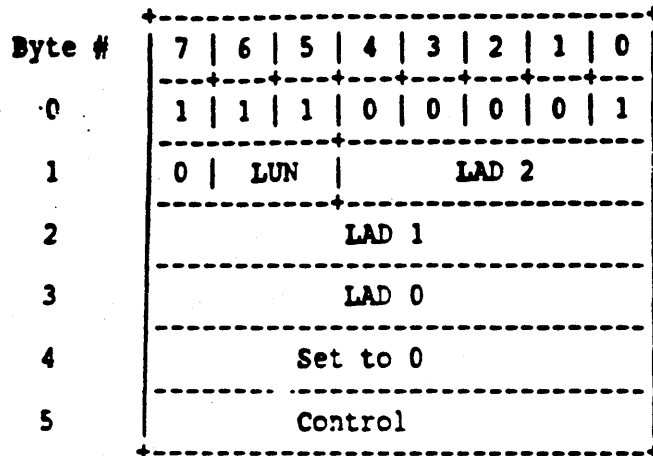 Byte # | 7 | 6 | 5 | 4 | 3 | 2 | 1 | 0
0 | 1 | 1 | 1 | 0 | 0 | 0 | 0 | 1
1 | 0 | LUN | LAD 2
2 LAD 1
3 LAD 0
4 Set to 0
5 Control